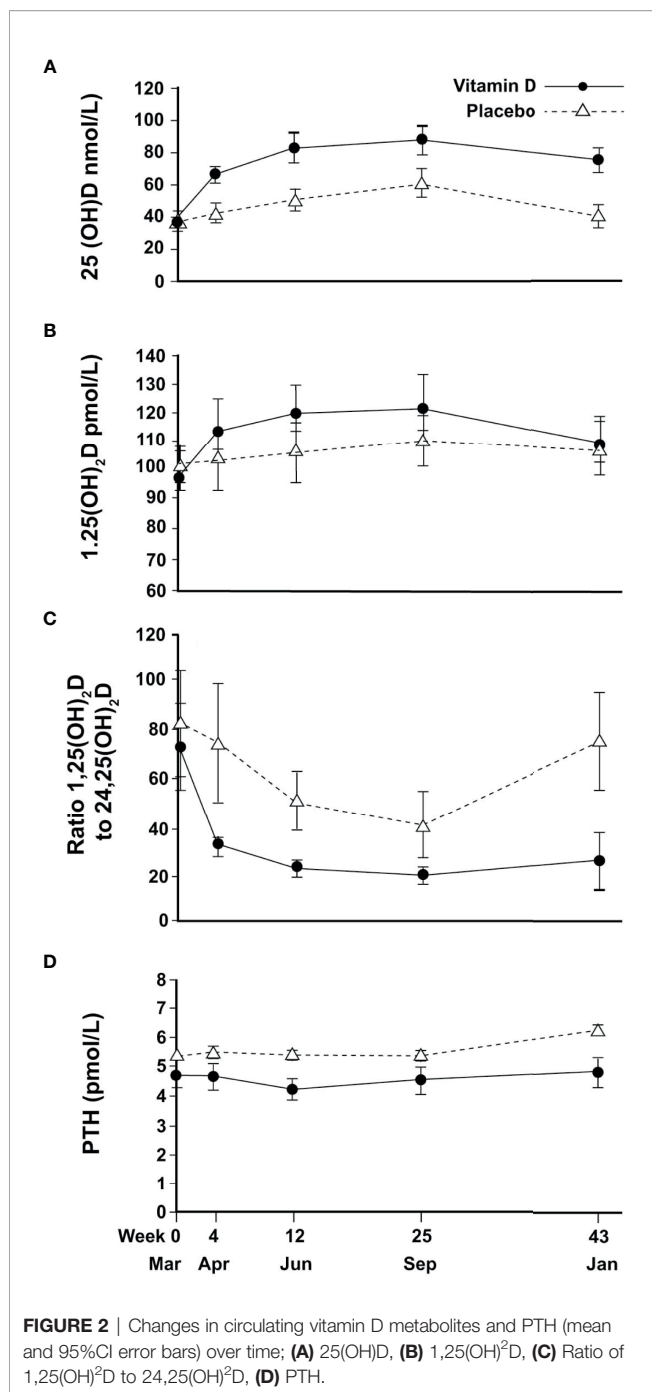 A
Vitamin D
Placebo
25 (OH)D nmol/L
120
100
80
60
40
20
0
B
1.25(OH)₂D pmol/L
140
130
120
110
100
90
80
70
60
C
Ratio 1,25(OH)₂D
to 24,25(OH)₂D
120
100
80
60
40
20
0
D
PTH (pmol/L)
8
7
6
5
4
3
2
1
0
Week 0 4 12 25 43
Mar Apr Jun Sep Jan
FIGURE 2 | Changes in circulating vitamin D metabolites and PTH (mean
and 95%CI error bars) over time; (A) 25(OH)D, (B) 1,25(OH)²D, (C) Ratio of
1,25(OH)²D to 24,25(OH)²D, (D) PTH.